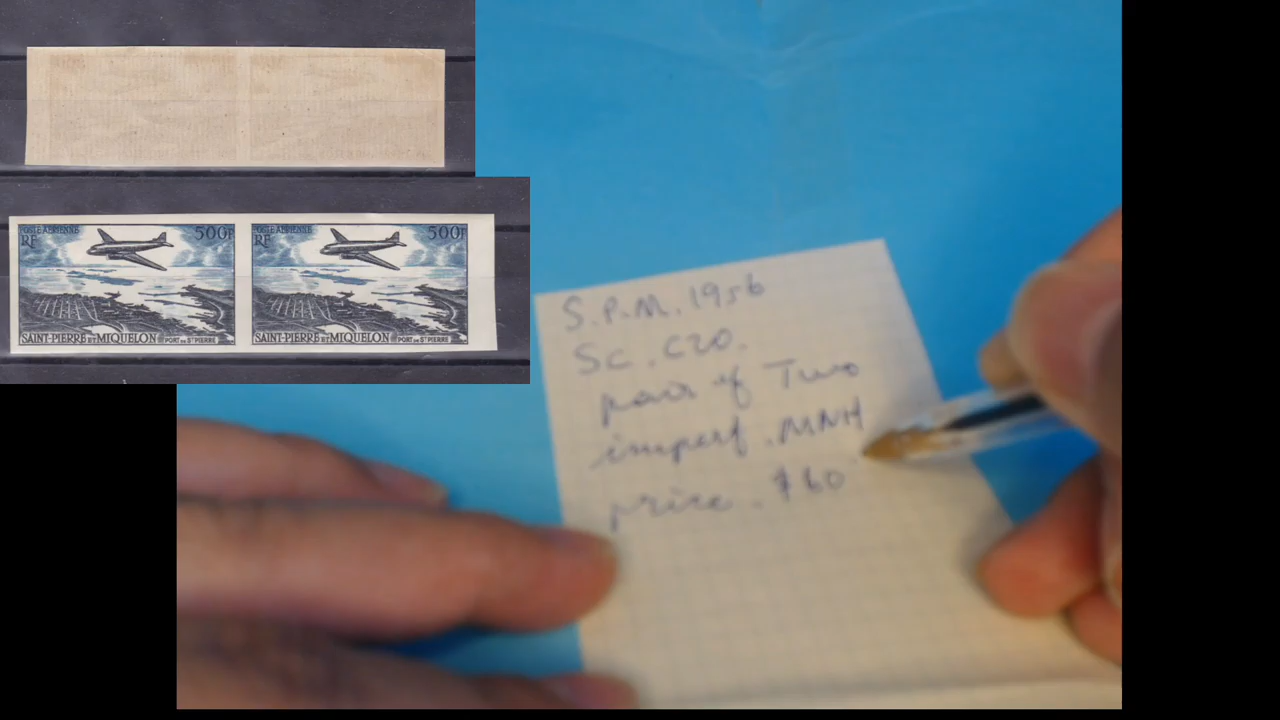 POSTE AERIENNE
RF
500F
SAINT-PIERRE ET MIQUELON PORT DE ST PIERRE
POSTE AERIENNE
RF
500F
SAINT-PIERRE ET MIQUELON PORT DE ST PIERRE
S.P.M. 1956
Sc. C20.
pair of Two
imperf. MNH
price. $60